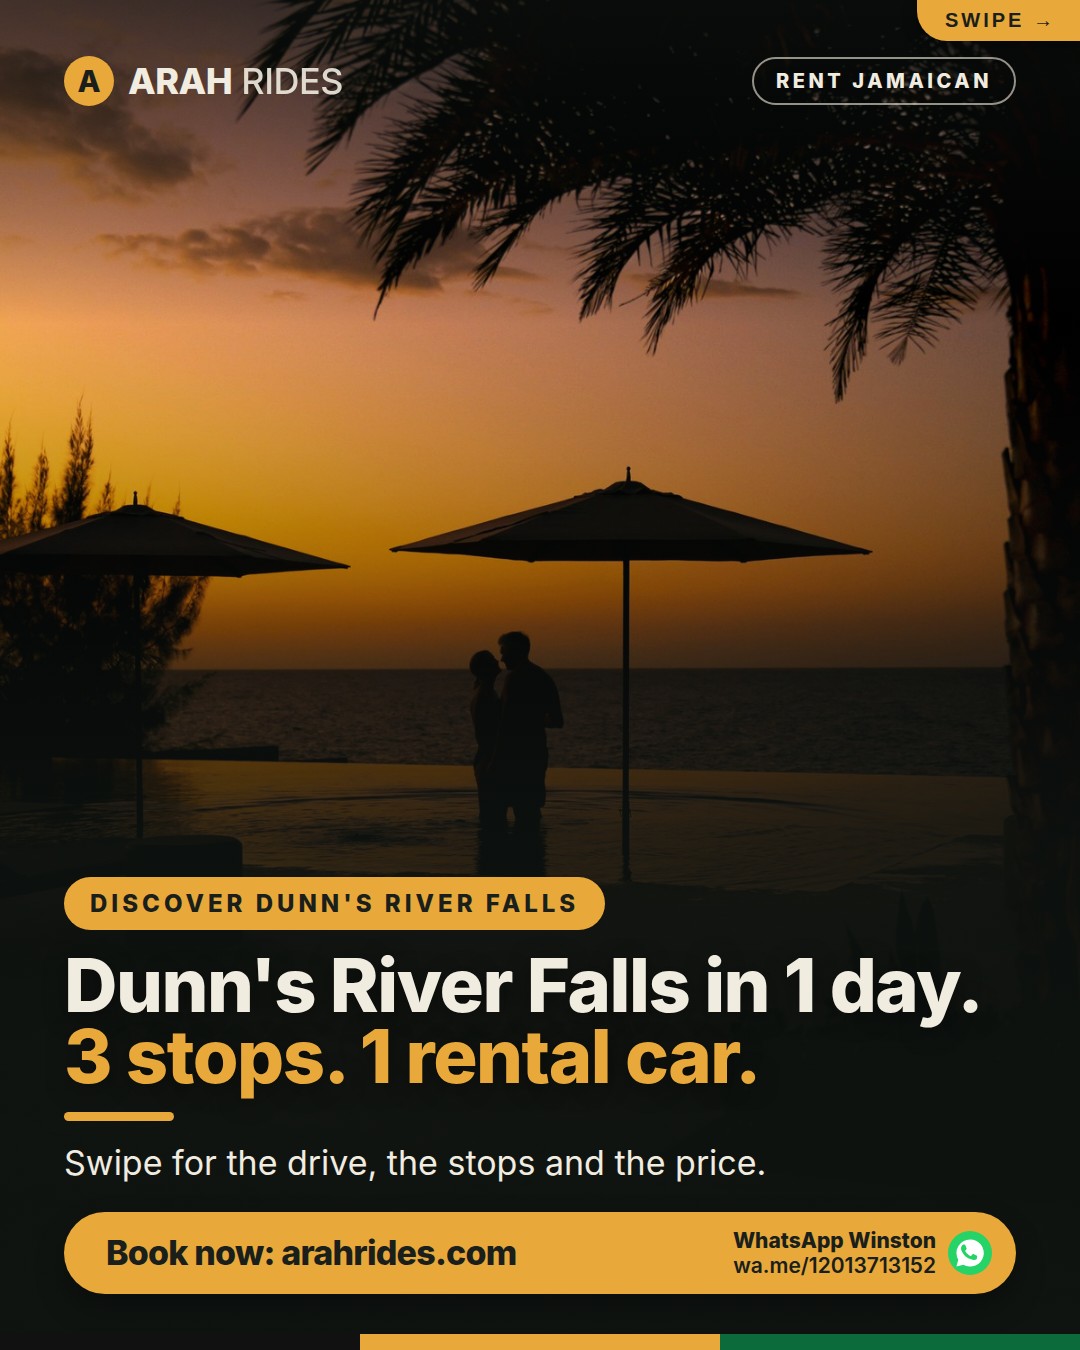 SWIPE →
A ARAH RIDES
RENT JAMAICAN
DISCOVER DUNN'S RIVER FALLS
Dunn's River Falls in 1 day.
3 stops. 1 rental car.
Swipe for the drive, the stops and the price.
Book now: arahrides.com
WhatsApp Winston
wa.me/12013713152